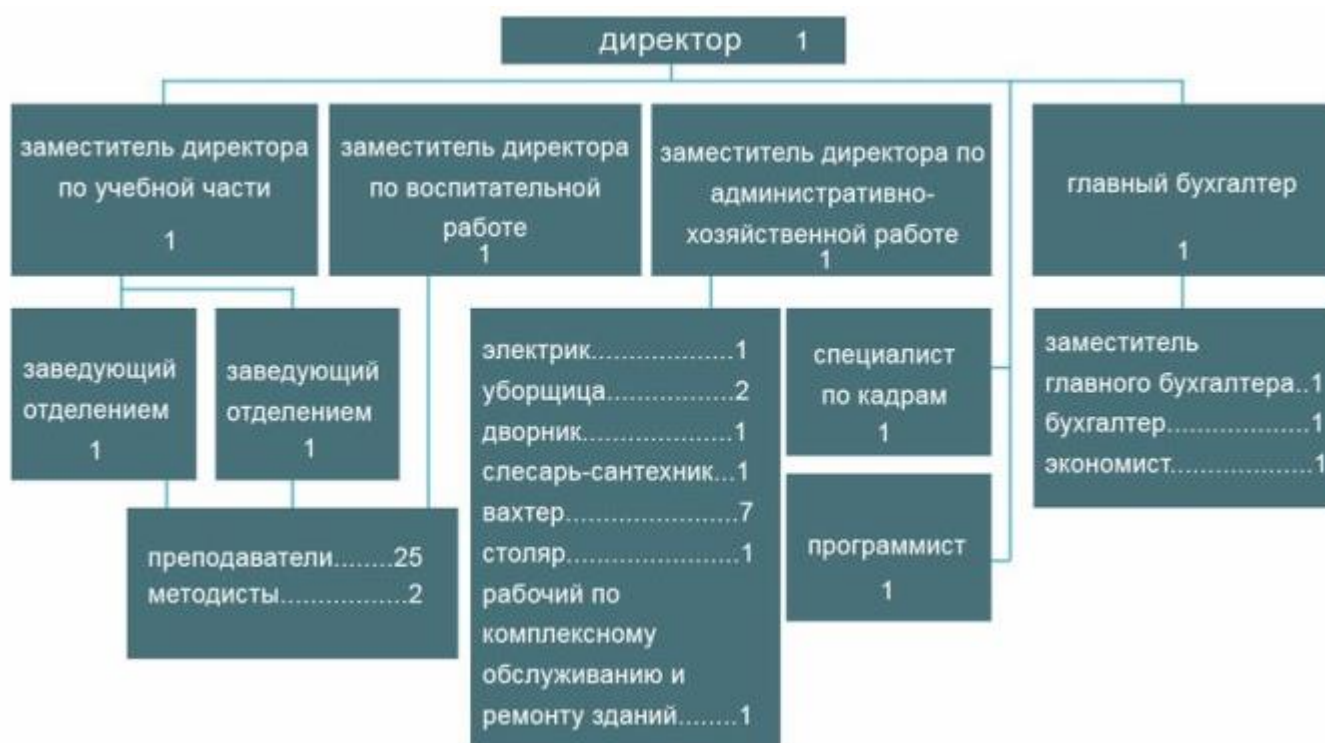 директор 1
заместитель директора
по учебной части
1
заместитель директора
по воспитательной
работе
1
заместитель директора по
административно-
хозяйственной работе
1
главный бухгалтер
1
заведующий
отделением
1
заведующий
отделением
1
преподаватели........25
методисты.................2
электрик....................1
уборщица..................2
дворник.....................1
слесарь-сантехник...1
вахтер........................7
столяр........................1
рабочий по
комплексному
обслуживанию и
ремонту зданий........1
специалист
по кадрам
1
программист
1
заместитель
главного бухгалтера..1
бухгалтер..................1
экономист..................1